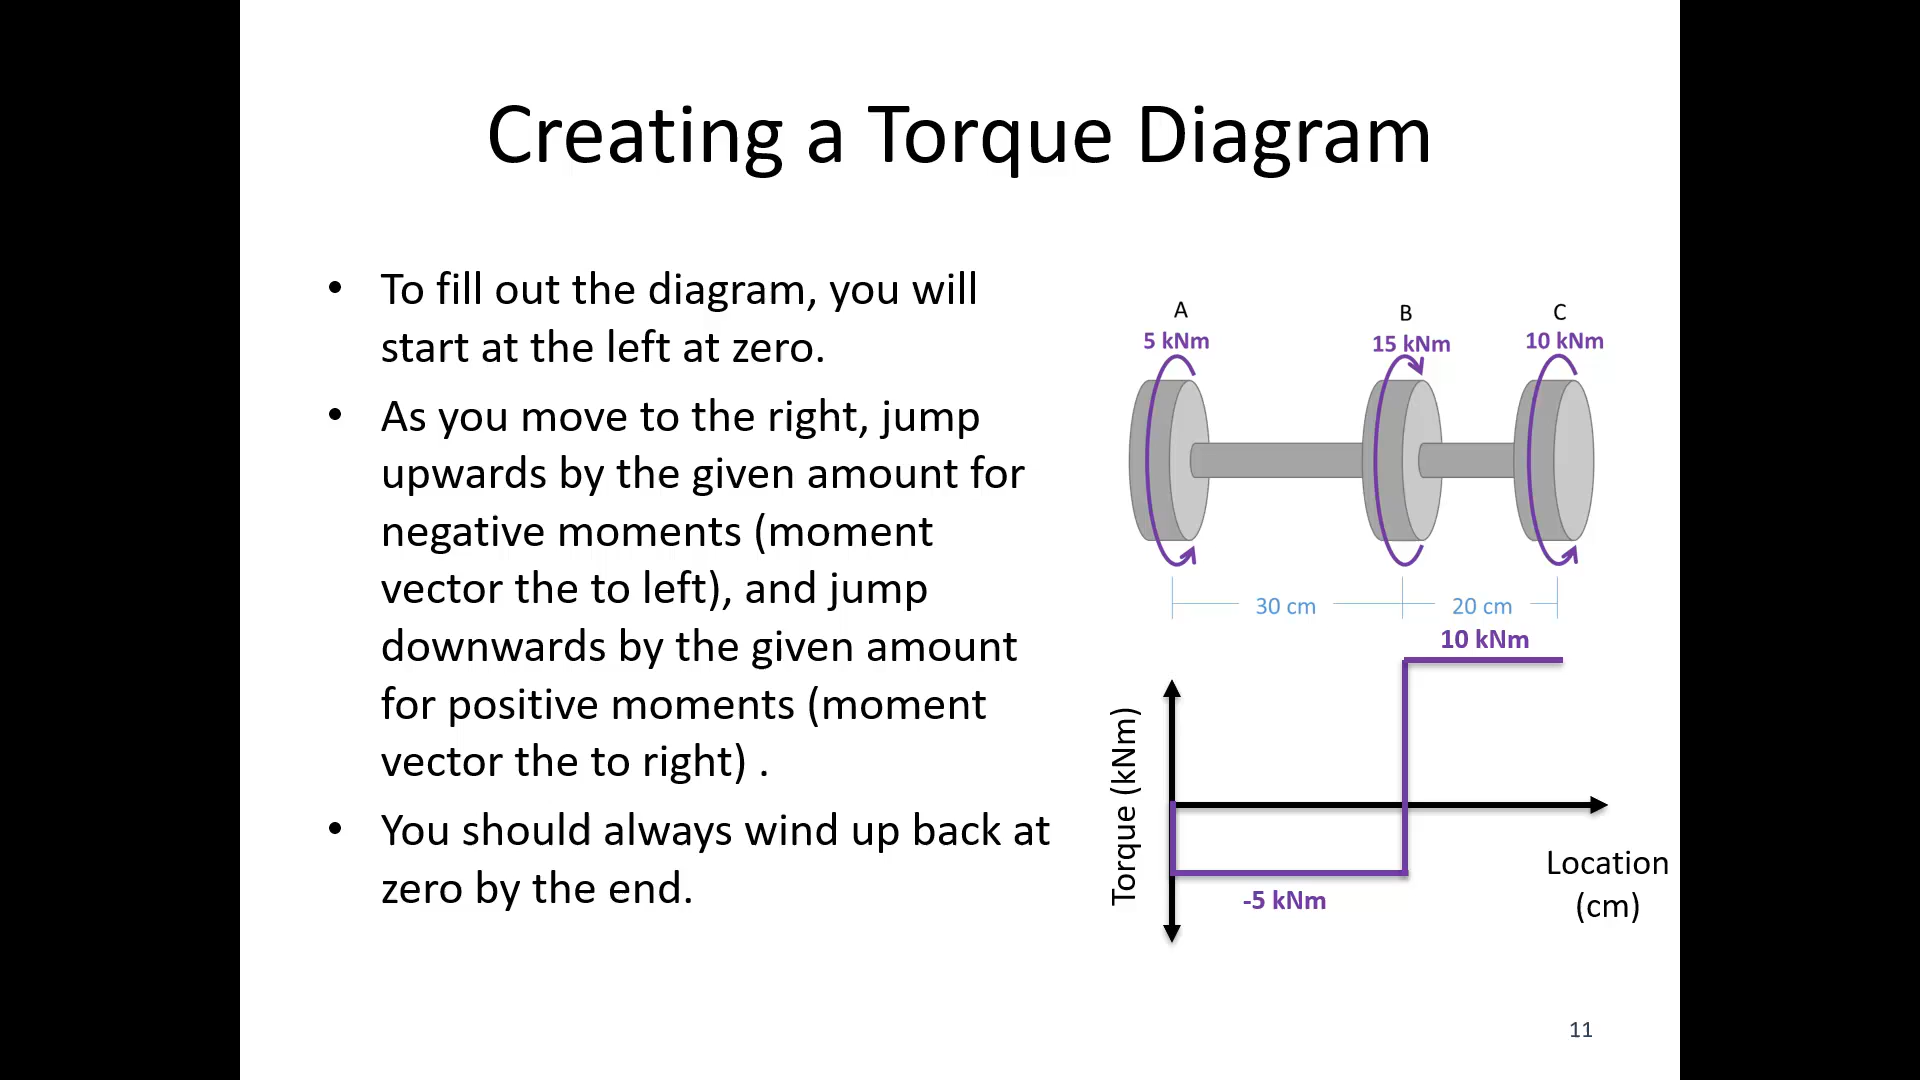 Creating a Torque Diagram
• To fill out the diagram, you will
start at the left at zero.
• As you move to the right, jump
upwards by the given amount for
negative moments (moment
vector the to left), and jump
downwards by the given amount
for positive moments (moment
vector the to right) .
• You should always wind up back at
zero by the end.
A
5 kNm
B
15 kNm
C
10 kNm
30 cm
20 cm
10 kNm
Torque (kNm)
-5 kNm
Location
(cm)
11